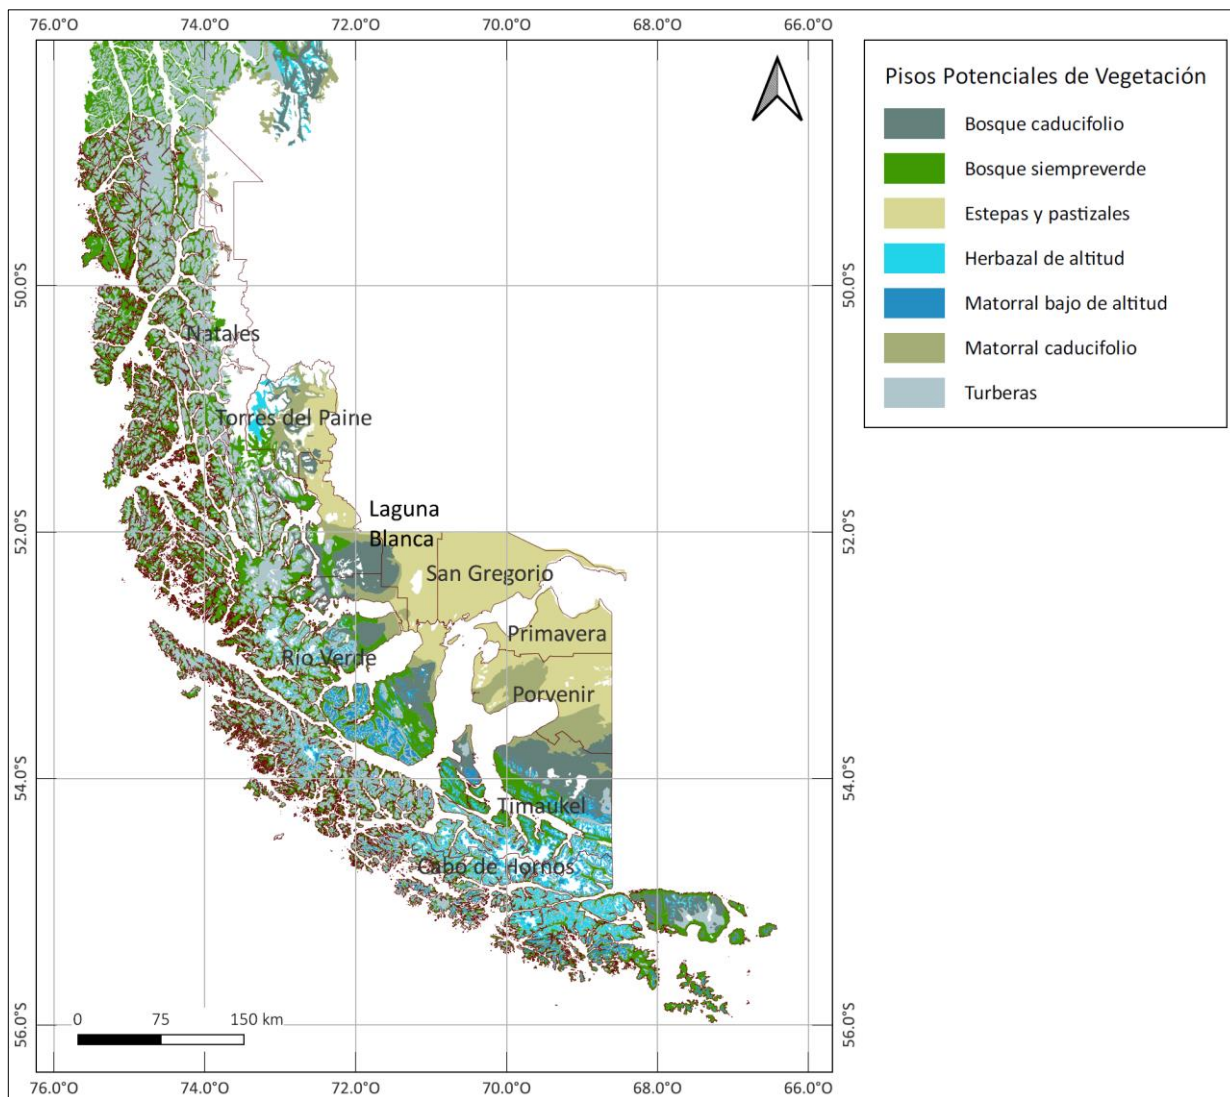 76.0°O 74.0°O 72.0°O 70.0°O 68.0°O 66.0°O
Pisos Potenciales de Vegetación
Bosque caducifolio
Bosque siempreverde
Estepas y pastizales
Herbazal de altitud
Matorral bajo de altitud
Matorral caducifolio
Turberas
50.0°S 50.0°S
Natales
Torres del Paine
Laguna
Blanca
52.0°S 52.0°S
San Gregorio
Primavera
Rio Verde
Porvenir
54.0°S 54.0°S
Timaukel
Cabo de Hornos
0 75 150 km
56.0°S 56.0°S
76.0°O 74.0°O 72.0°O 70.0°O 68.0°O 66.0°O